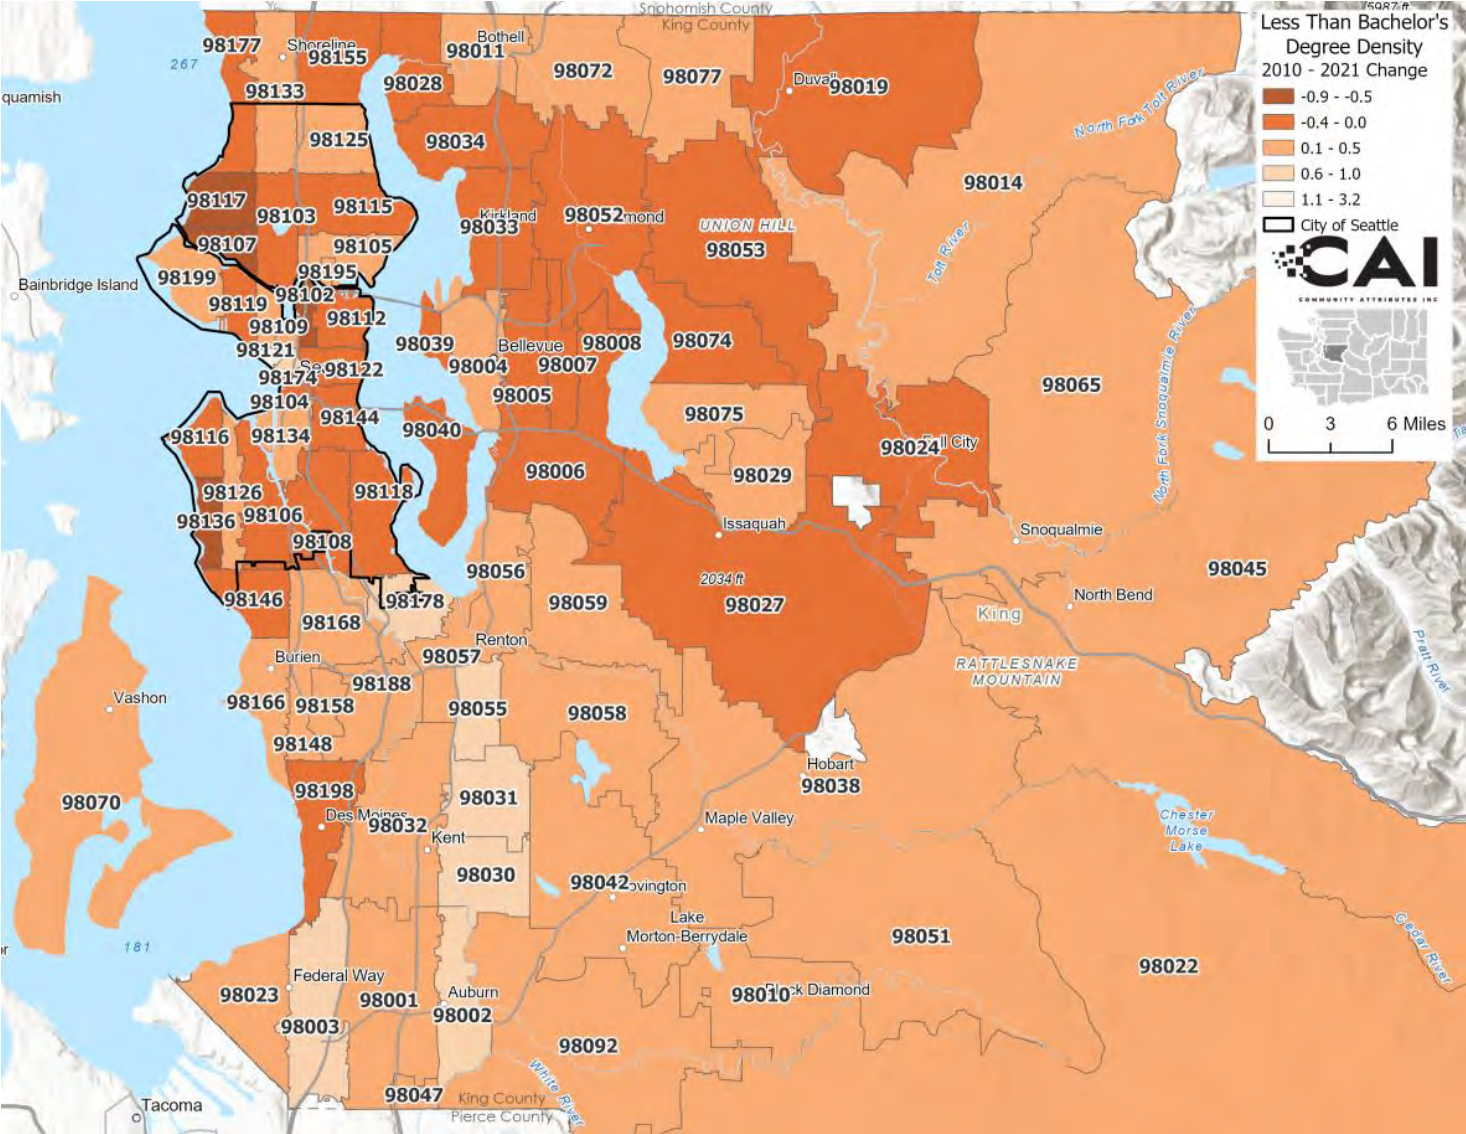 Snohomish County
King County
5987 ft
Less Than Bachelor's
Degree Density
2010 - 2021 Change
-0.9 - -0.5
-0.4 - 0.0
0.1 - 0.5
0.6 - 1.0
1.1 - 3.2
City of Seattle
CAI
COMMUNITY ATTRIBUTES INC
0 3 6 Miles
98177
Shoreline
98155
267
98133
98028
Bothell
98011
98072
98077
Duvall
98019
North Fork Tolt River
quamish
98125
98034
98014
98117
98103
98115
Kirkland
98033
98052
mond
UNION HILL
98053
98107
98105
Tolt River
Bainbridge Island
98199
98195
98119
98102
98109
98112
98039
98121
98174
98122
98004
Bellevue
98008
98007
98074
98005
98065
North Fork Snoqualmie River
98104
98144
98116
98134
98040
98075
98024
Fall City
98006
98029
98126
98118
98136
98106
98108
Issaquah
Snoqualmie
98056
2034 ft
98027
98045
98146
98178
98059
North Bend
98168
King
Renton
Burien
98057
98188
RATTLESNAKE
MOUNTAIN
Pratt River
Vashon
98166
98158
98055
98058
98148
Hobart
98038
98070
98198
Des Moines
98032
98031
Kent
Maple Valley
Chester
Morse
Lake
98030
98042
ovington
Lake
Morton-Berrydale
98051
98022
Cedar River
181
or
98023
Federal Way
98001
Auburn
98002
98003
98010
Black Diamond
98092
White River
98047
King County
Pierce County
Tacoma